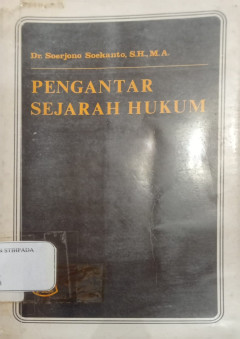 Dr. Soerjono Soekanto, S.H., M.A.
PENGANTAR
SEJARAH HUKUM